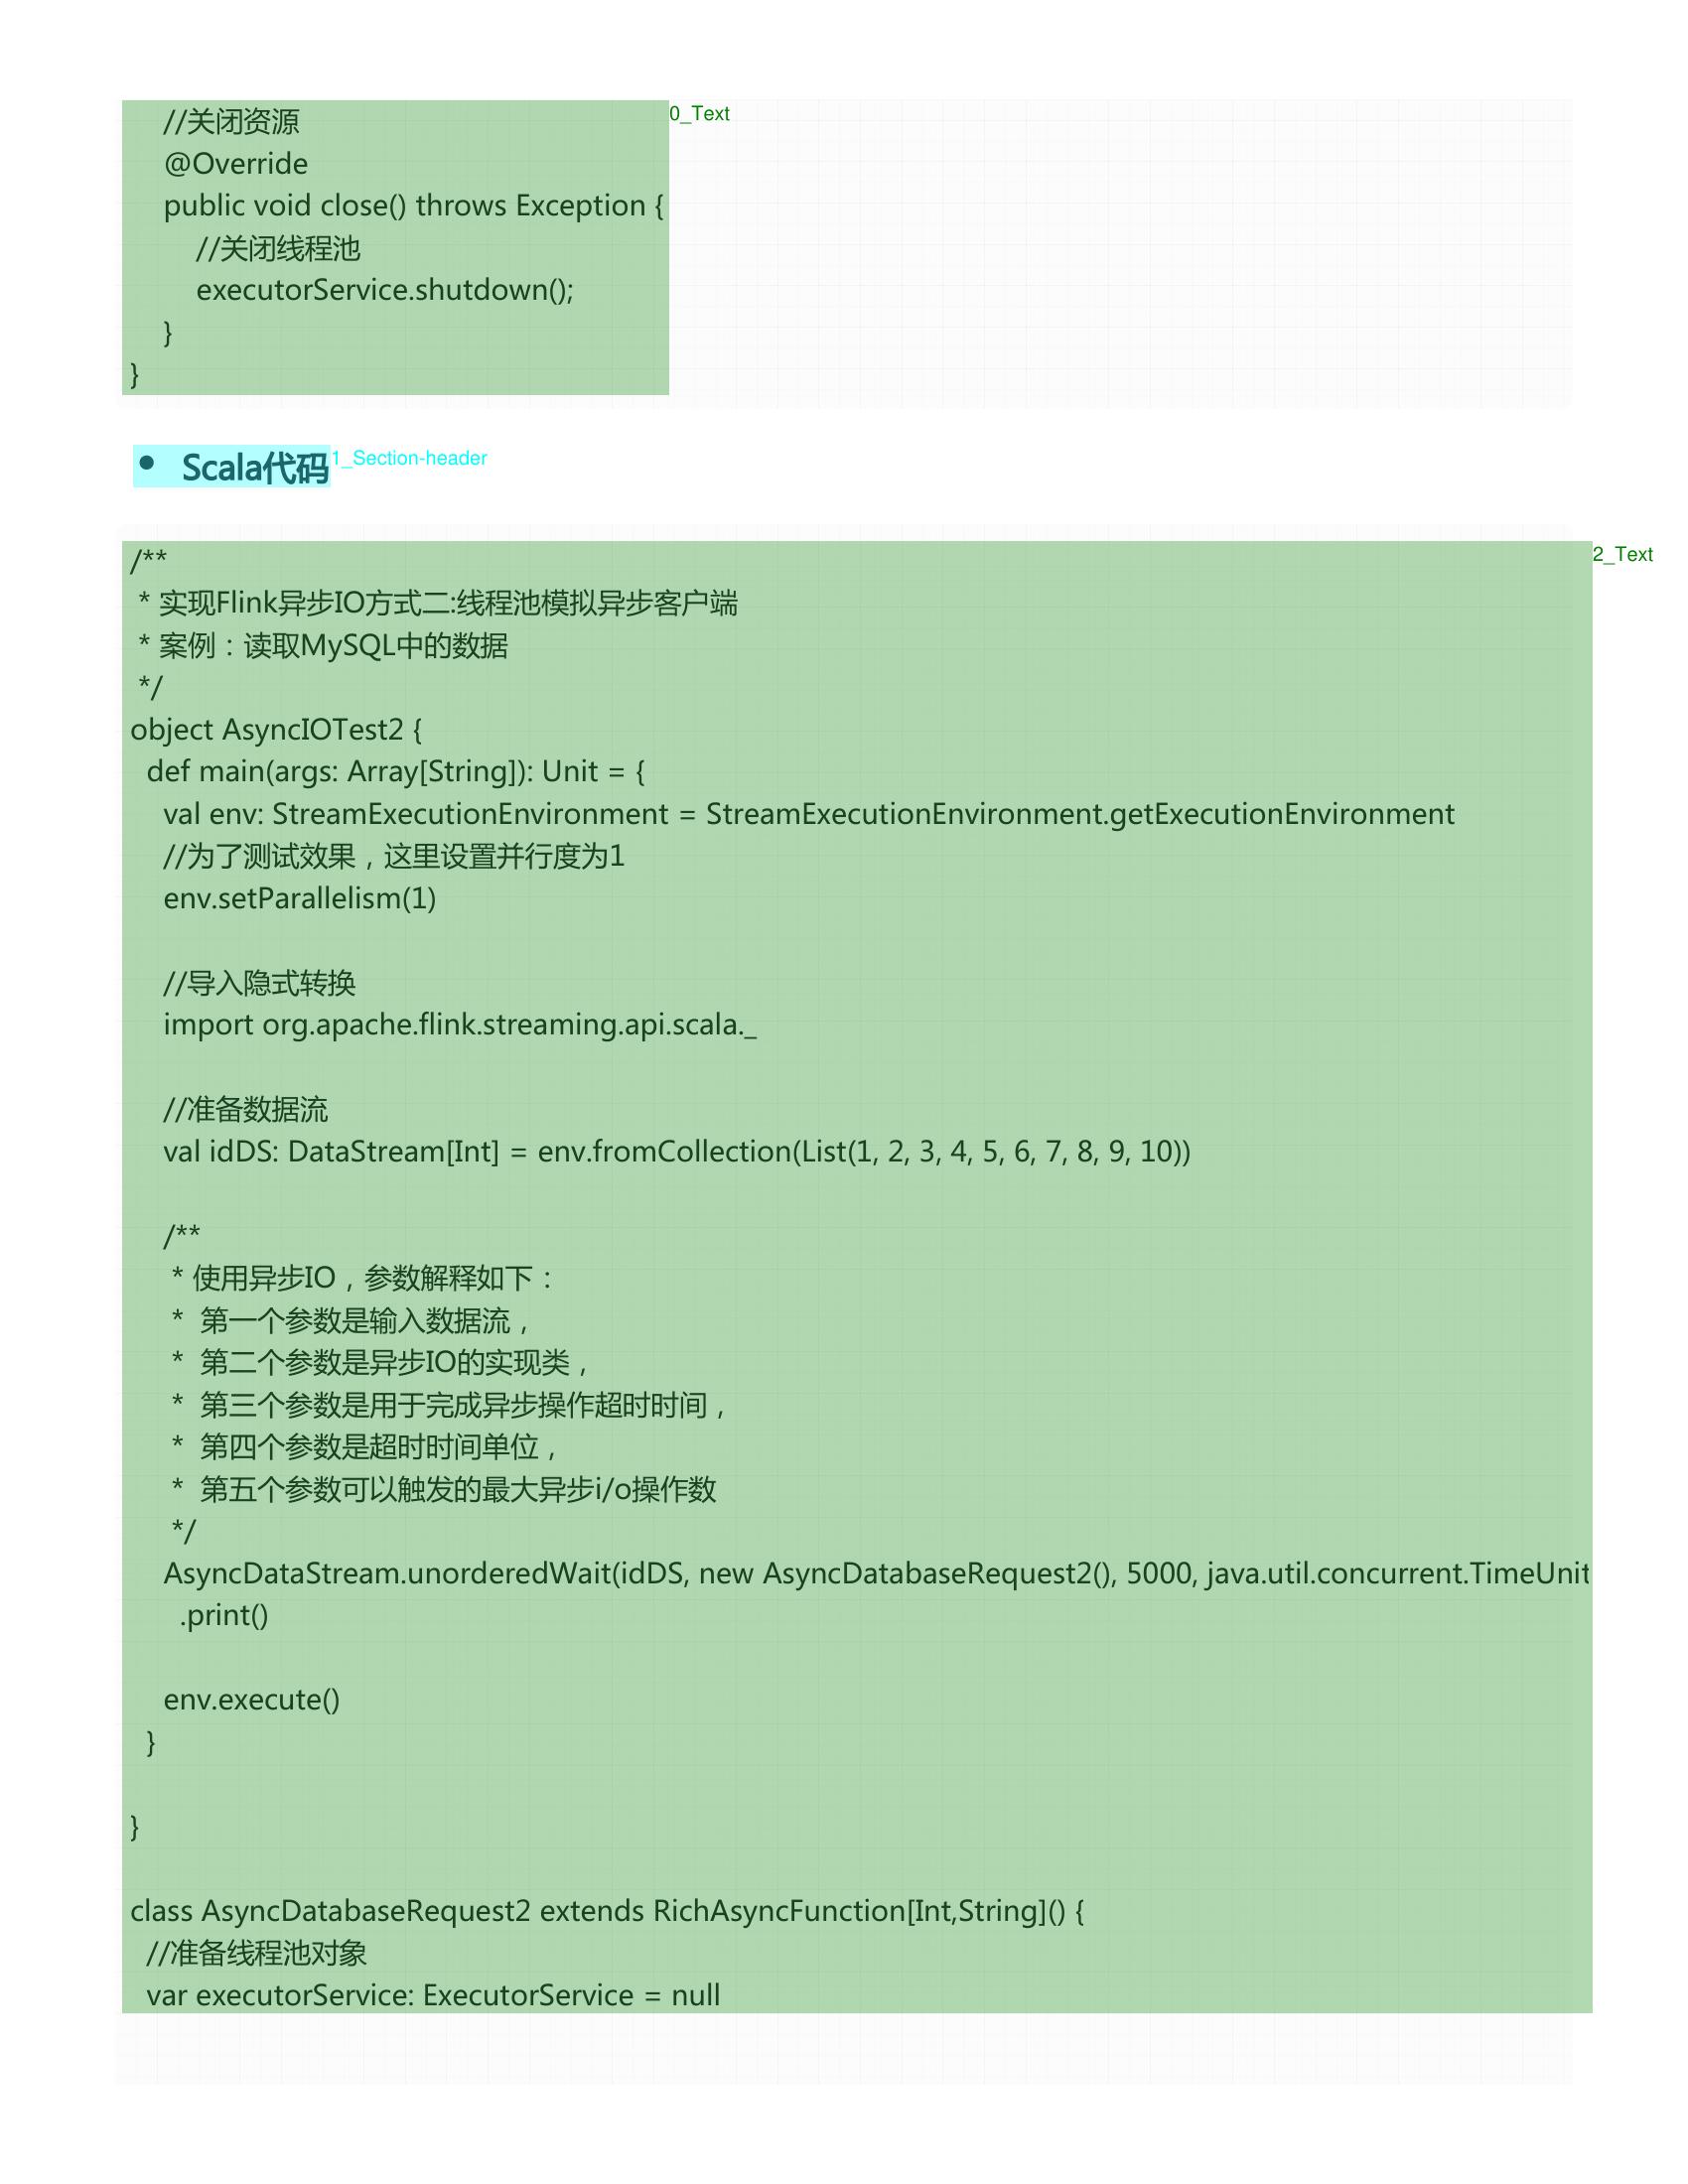 //关闭资源
0_Text
@Override
public void close() throws Exception {
//关闭线程池
executorService.shutdown();
}
}
• Scala代码
1_Section-header
2_Text
/**
* 实现Flink异步IO方式二:线程池模拟异步客户端
* 案例：读取MySQL中的数据
*/
object AsyncIOTest2 {
def main(args: Array[String]): Unit = {
val env: StreamExecutionEnvironment = StreamExecutionEnvironment.getExecutionEnvironment
//为了测试效果，这里设置并行度为1
env.setParallelism(1)
//导入隐式转换
import org.apache.flink.streaming.api.scala._
//准备数据流
val idDS: DataStream[Int] = env.fromCollection(List(1, 2, 3, 4, 5, 6, 7, 8, 9, 10))
/**
* 使用异步IO，参数解释如下：
* 第一个参数是输入数据流，
* 第二个参数是异步IO的实现类，
* 第三个参数是用于完成异步操作超时时间，
* 第四个参数是超时时间单位，
* 第五个参数可以触发的最大异步i/o操作数
*/
AsyncDataStream.unorderedWait(idDS, new AsyncDatabaseRequest2(), 5000, java.util.concurrent.TimeUnit
.print()
env.execute()
}
}
class AsyncDatabaseRequest2 extends RichAsyncFunction[Int,String]() {
//准备线程池对象
var executorService: ExecutorService = null